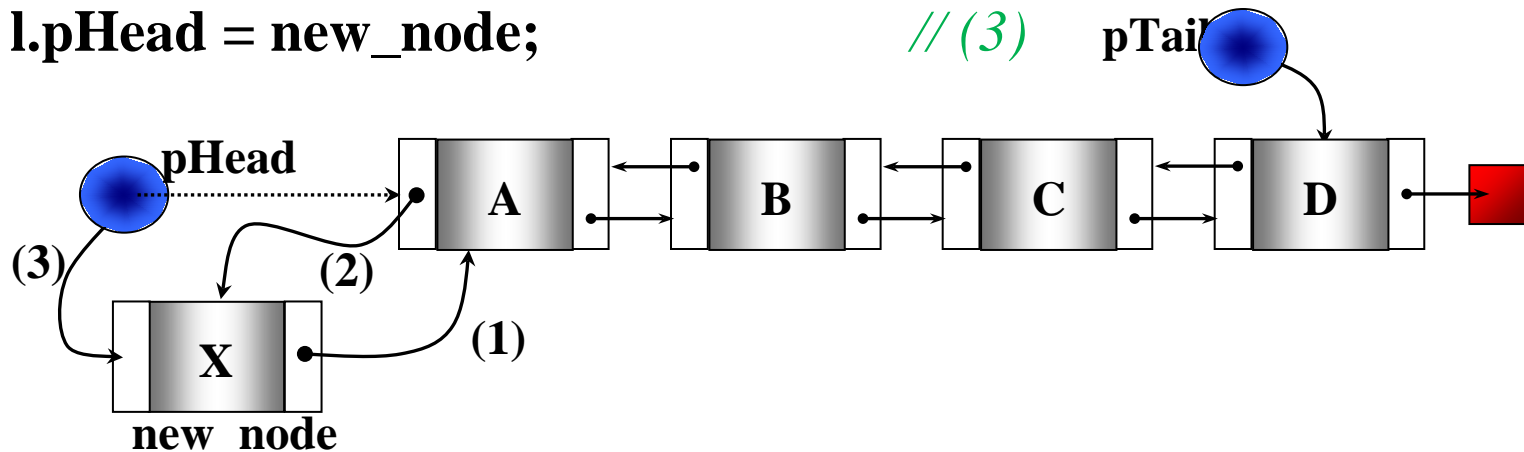 l.pHead = new_node; // (3) pTail
pHead
A B C D
(3) (2)
(1)
X
new node